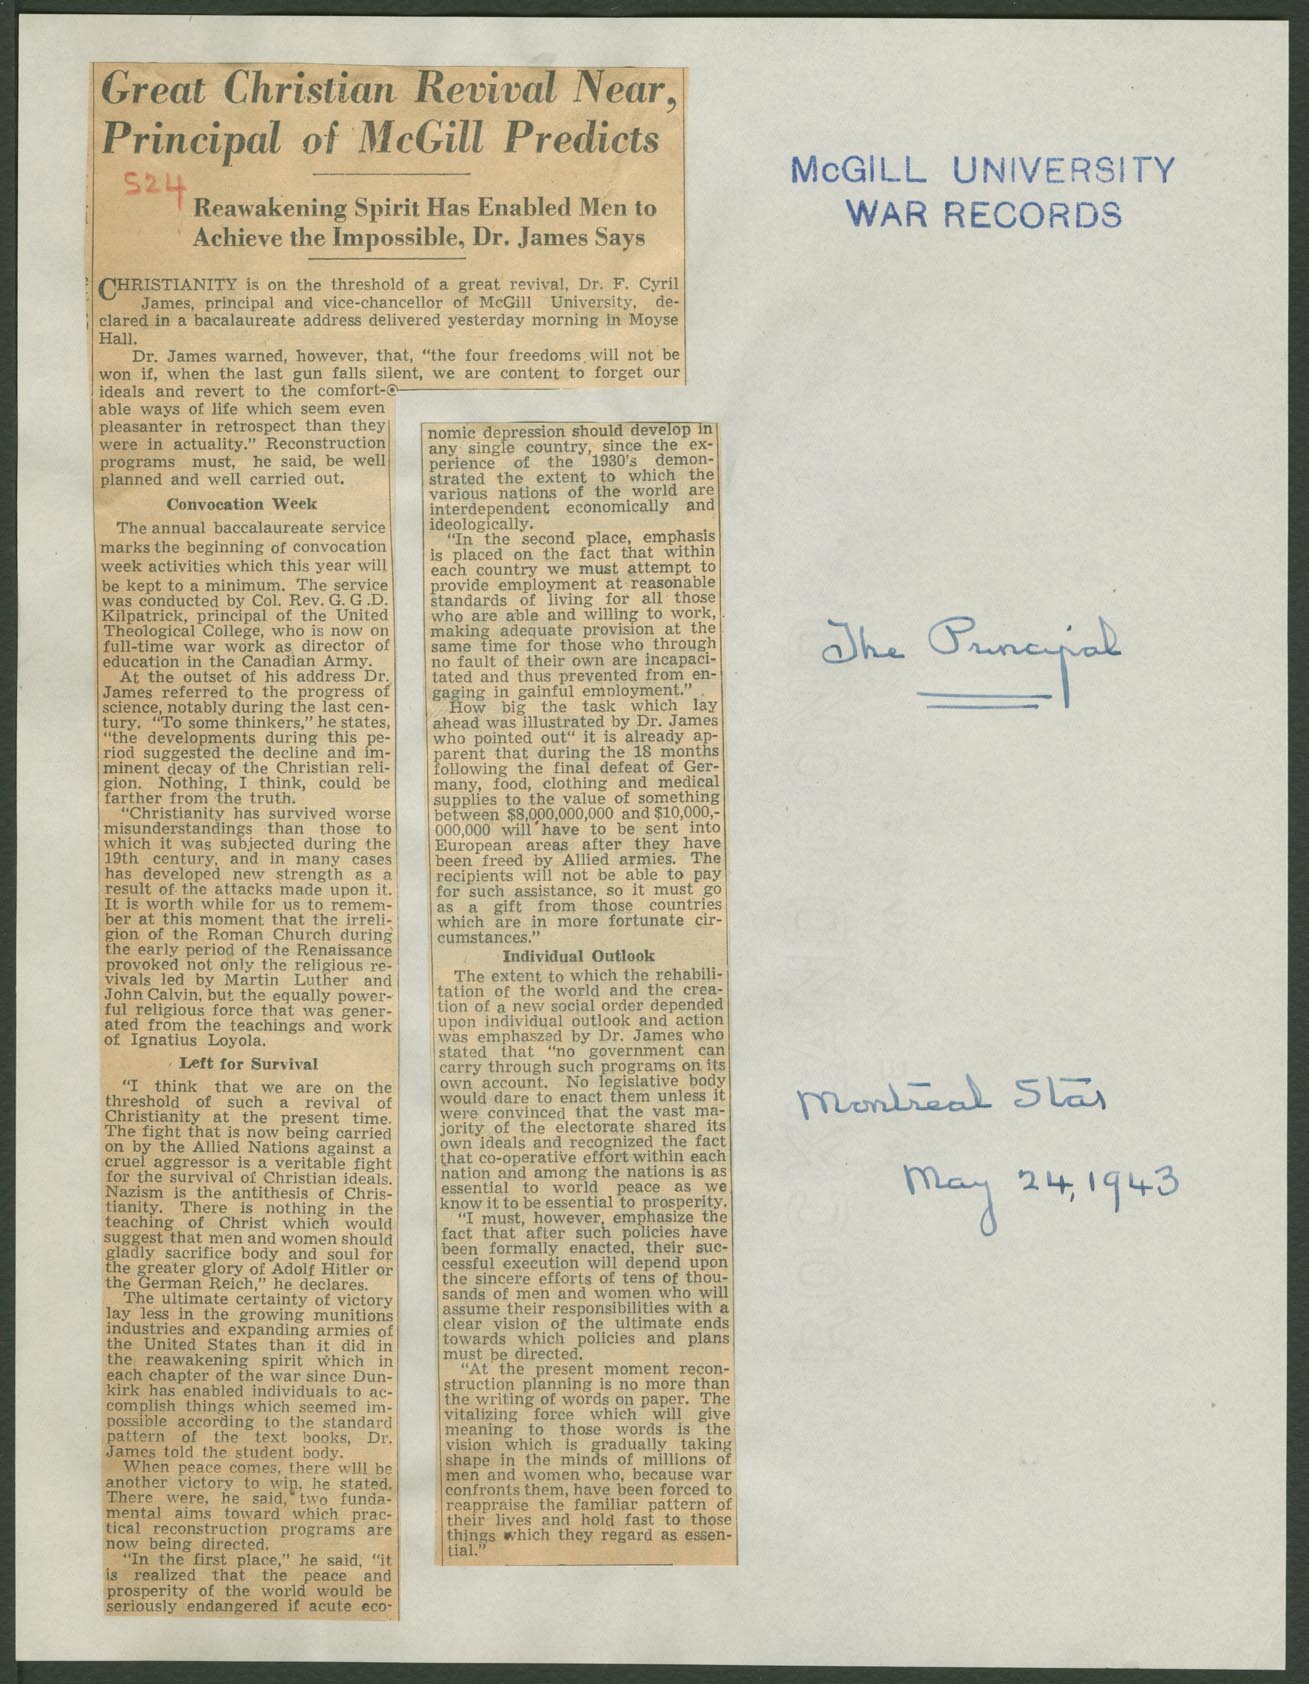 Great Christian Revival Near,
Principal of McGill Predicts
S24
Reawakening Spirit Has Enabled Men to
Achieve the Impossible, Dr. James Says
CHRISTIANITY is on the threshold of a great revival, Dr. F. Cyril
James, principal and vice-chancellor of McGill University, de-
clared in a bacalaureate address delivered yesterday morning in Moyse
Hall.
Dr. James warned, however, that, "the four freedoms will not be
won if, when the last gun falls silent, we are content to forget our
ideals and revert to the comfort-
able ways of life which seem even
pleasanter in retrospect than they
were in actuality." Reconstruction
programs must, he said, be well
planned and well carried out.
Convocation Week
The annual baccalaureate service
marks the beginning of convocation
week activities which this year will
be kept to a minimum. The service
was conducted by Col. Rev. G. G .D.
Kilpatrick, principal of the United
Theological College, who is now on
full-time war work as director of
education in the Canadian Army.
At the outset of his address Dr.
James referred to the progress of
science, notably during the last cen-
tury. "To some thinkers," he states,
"the developments during this pe-
riod suggested the decline and im-
minent decay of the Christian reli-
gion. Nothing, I think, could be
farther from the truth.
"Christianity has survived worse
misunderstandings than those to
which it was subjected during the
19th century, and in many cases
has developed new strength as a
result of the attacks made upon it.
It is worth while for us to remem-
ber at this moment that the irreli-
gion of the Roman Church during
the early period of the Renaissance
provoked not only the religious re-
vivals led by Martin Luther and
John Calvin, but the equally power-
ful religious force that was gener-
ated from the teachings and work
of Ignatius Loyola.
Left for Survival
"I think that we are on the
threshold of such a revival of
Christianity at the present time.
The fight that is now being carried
on by the Allied Nations against a
cruel aggressor is a veritable fight
for the survival of Christian ideals.
Nazism is the antithesis of Chris-
tianity. There is nothing in the
teaching of Christ which would
suggest that men and women should
gladly sacrifice body and soul for
the greater glory of Adolf Hitler or
the German Reich," he declares.
The ultimate certainty of victory
lay less in the growing munitions
industries and expanding armies of
the United States than it did in
the reawakening spirit which in
each chapter of the war since Dun-
kirk has enabled individuals to ac-
complish things which seemed im-
possible according to the standard
pattern of the text books, Dr.
James told the student body.
When peace comes, there will be
another victory to win, he stated.
There were, he said, two funda-
mental aims toward which prac-
tical reconstruction programs are
now being directed.
"In the first place," he said, "it
is realized that the peace and
prosperity of the world would be
seriously endangered if acute eco-
nomic depression should develop in
any single country, since the ex-
perience of the 1930's demon-
strated the extent to which the
various nations of the world are
interdependent economically and
ideologically.
"In the second place, emphasis
is placed on the fact that within
each country we must attempt to
provide employment at reasonable
standards of living for all those
who are able and willing to work,
making adequate provision at the
same time for those who through
no fault of their own are incapaci-
tated and thus prevented from en-
gaging in gainful employment."
How big the task which lay
ahead was illustrated by Dr. James
who pointed out" it is already ap-
parent that during the 18 months
following the final defeat of Ger-
many, food, clothing and medical
supplies to the value of something
between $8,000,000,000 and $10,000,-
000,000 will have to be sent into
European areas after they have
been freed by Allied armies. The
recipients will not be able to pay
for such assistance, so it must go
as a gift from those countries
which are in more fortunate cir-
cumstances."
Individual Outlook
The extent to which the rehabili-
tation of the world and the crea-
tion of a new social order depended
upon individual outlook and action
was emphaszed by Dr. James who
stated that "no government can
carry through such programs on its
own account. No legislative body
would dare to enact them unless it
were convinced that the vast ma-
jority of the electorate shared its
own ideals and recognized the fact
that co-operative effort within each
nation and among the nations is as
essential to world peace as we
know it to be essential to prosperity.
"I must, however, emphasize the
fact that after such policies have
been formally enacted, their suc-
cessful execution will depend upon
the sincere efforts of tens of thou-
sands of men and women who will
assume their responsibilities with a
clear vision of the ultimate ends
towards which policies and plans
must be directed.
"At the present moment recon-
struction planning is no more than
the writing of words on paper. The
vitalizing force which will give
meaning to those words is the
vision which is gradually taking
shape in the minds of millions of
men and women who, because war
confronts them, have been forced to
reappraise the familiar pattern of
their lives and hold fast to those
things which they regard as essen-
tial."
McGILL UNIVERSITY
WAR RECORDS
The Principal
Montreal Star
May 24, 1943